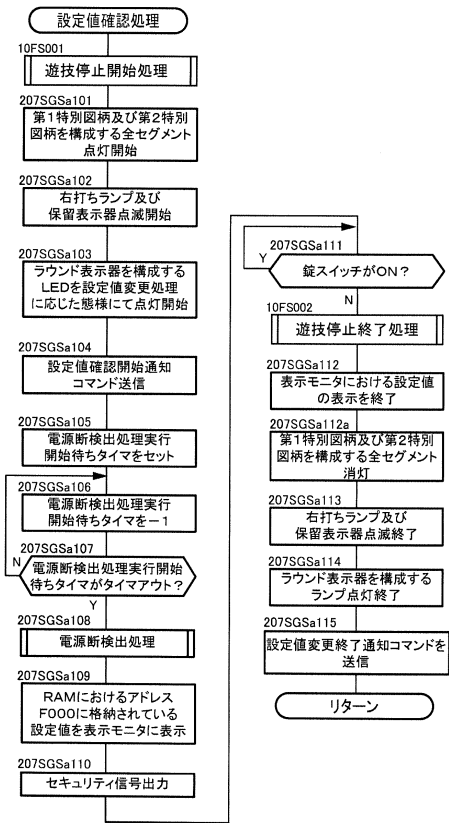 設定値確認処理
10FS001
遊技停止開始処理
207SGSa101
第1特別図柄及び第2特別
図柄を構成する全セグメント
点灯開始
207SGSa102
右打ちランプ及び
保留表示器点滅開始
207SGSa103
ラウンド表示器を構成する
LEDを設定値変更処理
に応じた態様にて点灯開始
207SGSa104
設定値確認開始通知
コマンド送信
207SGSa105
電源断検出処理実行
開始待ちタイマをセット
207SGSa106
電源断検出処理実行
開始待ちタイマを－1
207SGSa107
N
電源断検出処理実行開始
待ちタイマがタイムアウト？
Y
207SGSa108
電源断検出処理
207SGSa109
RAMにおけるアドレス
F000に格納されている
設定値を表示モニタに表示
207SGSa110
セキュリティ信号出力
207SGSa111
Y
錠スイッチがON？
N
10FS002
遊技停止終了処理
207SGSa112
表示モニタにおける設定値
の表示を終了
207SGSa112a
第1特別図柄及び第2特別
図柄を構成する全セグメント
消灯
207SGSa113
右打ちランプ及び
保留表示器点滅終了
207SGSa114
ラウンド表示器を構成する
ランプ点灯終了
207SGSa115
設定値変更終了通知コマンドを
送信
リターン